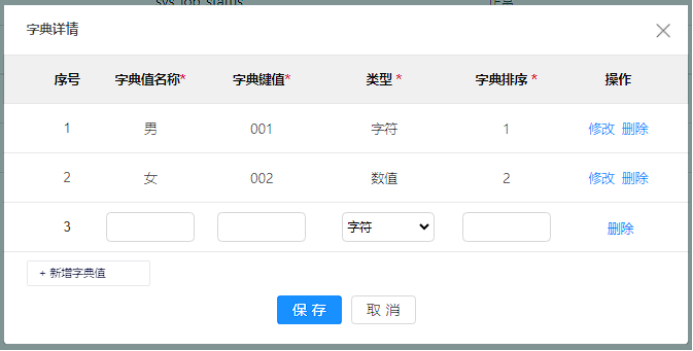 sys_job_status 正常
字典详情
序号 字典值名称* 字典键值* 类型 * 字典排序 * 操作
1 男 001 字符 1 修改 删除
2 女 002 数值 2 修改 删除
3 字符 删除
+ 新增字典值
保存 取消